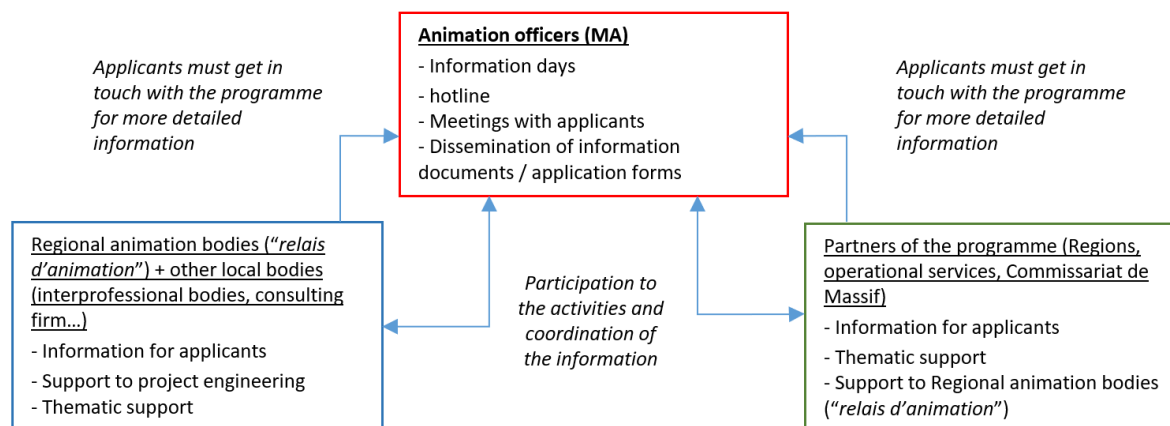 Animation officers (MA)
- Information days
- hotline
- Meetings with applicants
- Dissemination of information
documents / application forms
Applicants must get in
touch with the programme
for more detailed
information
Applicants must get in
touch with the programme
for more detailed
information
Regional animation bodies (“relais
d’animation”) + other local bodies
(interprofessional bodies, consulting
firm…)
- Information for applicants
- Support to project engineering
- Thematic support
Participation to
the activities and
coordination of
the information
Partners of the programme (Regions,
operational services, Commissariat de
Massif)
- Information for applicants
- Thematic support
- Support to Regional animation bodies
(“relais d’animation”)